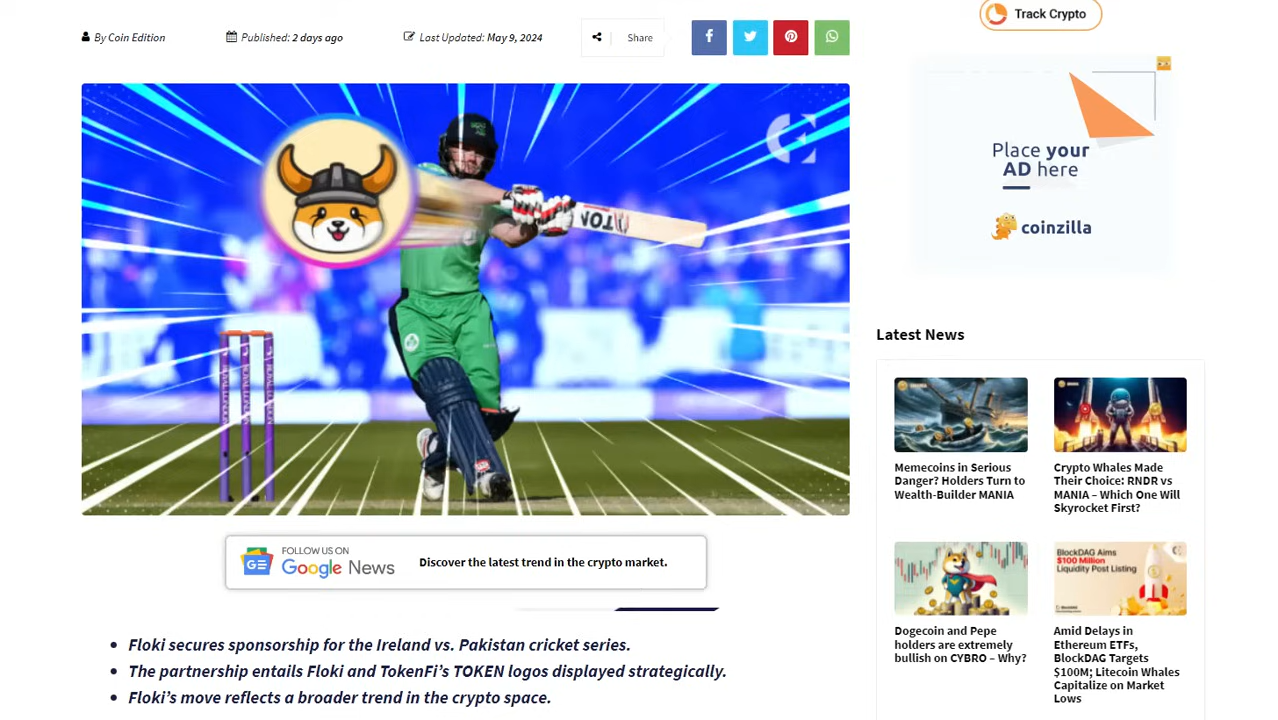 By Coin Edition
Published: 2 days ago
Last Updated: May 9, 2024
Share
FOLLOW US ON
Google News
Discover the latest trend in the crypto market.
• Floki secures sponsorship for the Ireland vs. Pakistan cricket series.
• The partnership entails Floki and TokenFi’s TOKEN logos displayed strategically.
• Floki’s move reflects a broader trend in the crypto space.
Track Crypto
Place your
AD here
coinzilla
Latest News
Memecoins in Serious
Danger? Holders Turn to
Wealth-Builder MANIA
Crypto Whales Made
Their Choice: RNDR vs
MANIA – Which One Will
Skyrocket First?
BlockDAG Aims
$100 Million
Liquidity Post Listing
Dogecoin and Pepe
holders are extremely
bullish on CYBRO – Why?
Amid Delays in
Ethereum ETFs,
BlockDAG Targets
$100M; Litecoin Whales
Capitalize on Market
Lows